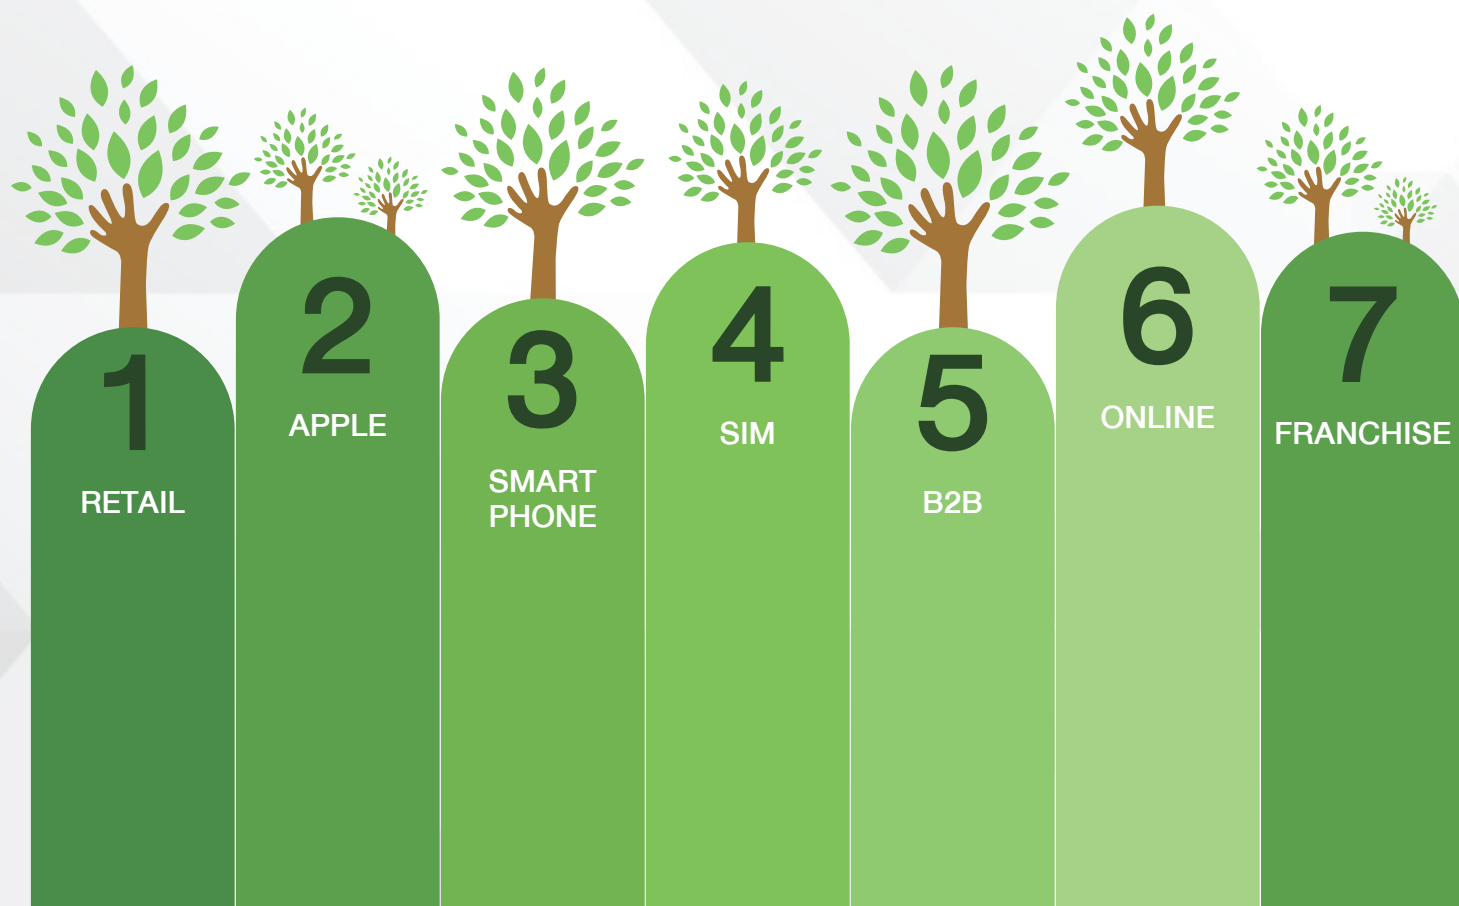 1
RETAIL
2
APPLE
3
SMART
PHONE
4
SIM
5
B2B
6
ONLINE
7
FRANCHISE